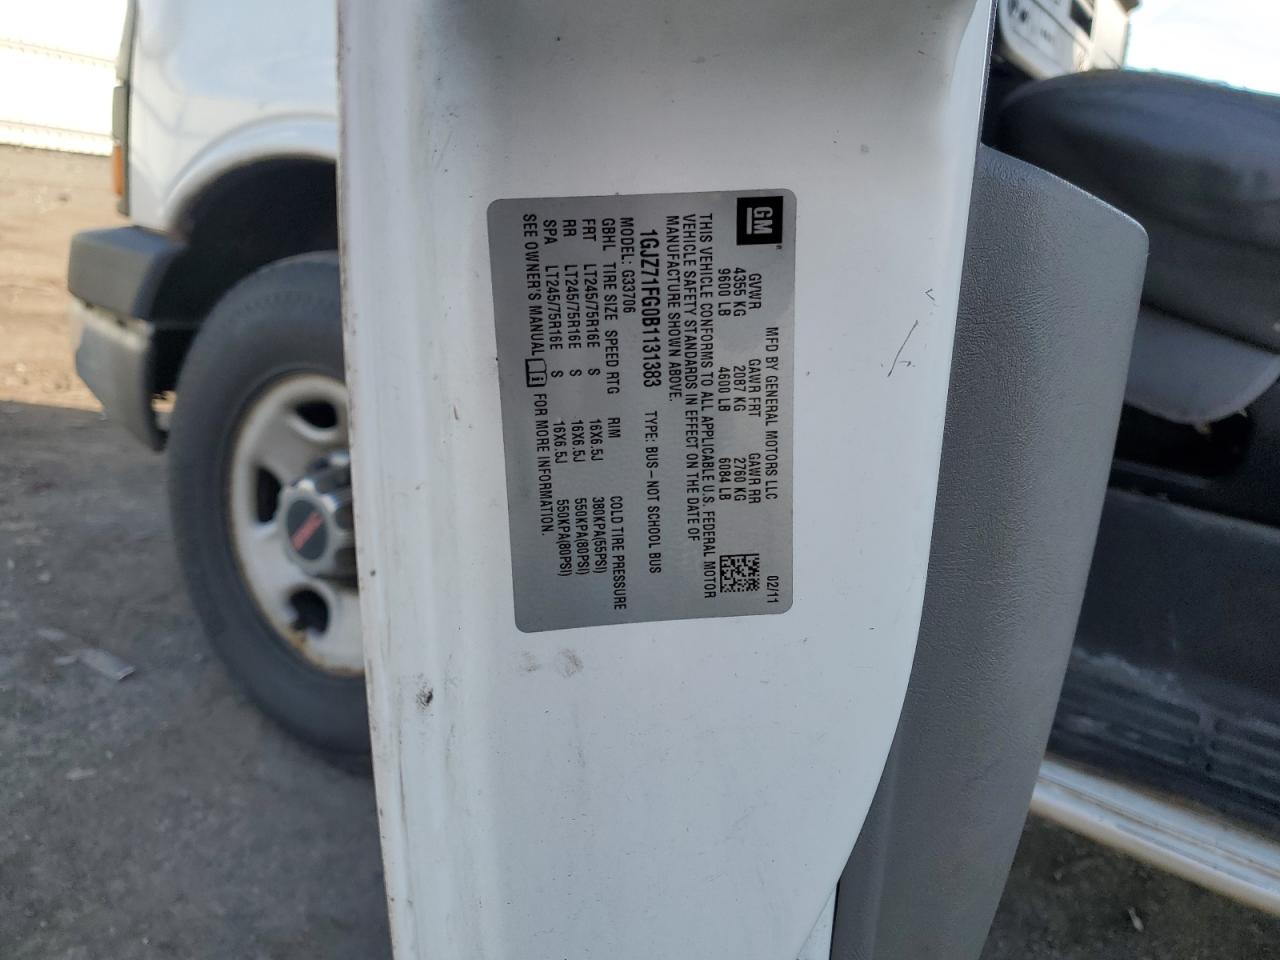 GM
MFD BY GENERAL MOTORS LLC 02/11
GVWR GAWR FRT GAWR RR
4355 KG 2087 KG 2760 KG
9600 LB 4600 LB 6084 LB
THIS VEHICLE CONFORMS TO ALL APPLICABLE U.S. FEDERAL MOTOR
VEHICLE SAFETY STANDARDS IN EFFECT ON THE DATE OF
MANUFACTURE SHOWN ABOVE.
1GJZ71FG0B1131383 TYPE: BUS-NOT SCHOOL BUS
MODEL: G33706
GBHL TIRE SIZE SPEED RTG RIM COLD TIRE PRESSURE
FRT LT245/75R16E S 16X6.5J 380KPA(55PSI)
RR LT245/75R16E S 16X6.5J 550KPA(80PSI)
SPA LT245/75R16E S 16X6.5J 550KPA(80PSI)
SEE OWNER'S MANUAL FOR MORE INFORMATION.